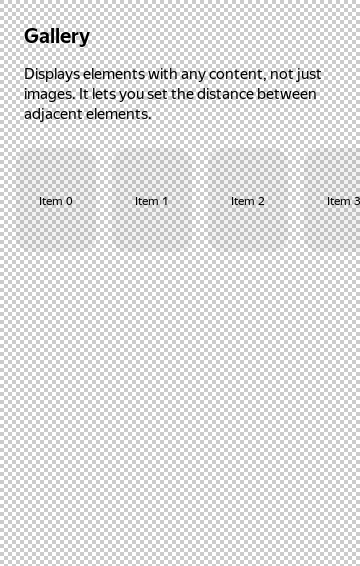 Gallery
Displays elements with any content, not just
images. It lets you set the distance between
adjacent elements.
Item 0
Item 1
Item 2
Item 3